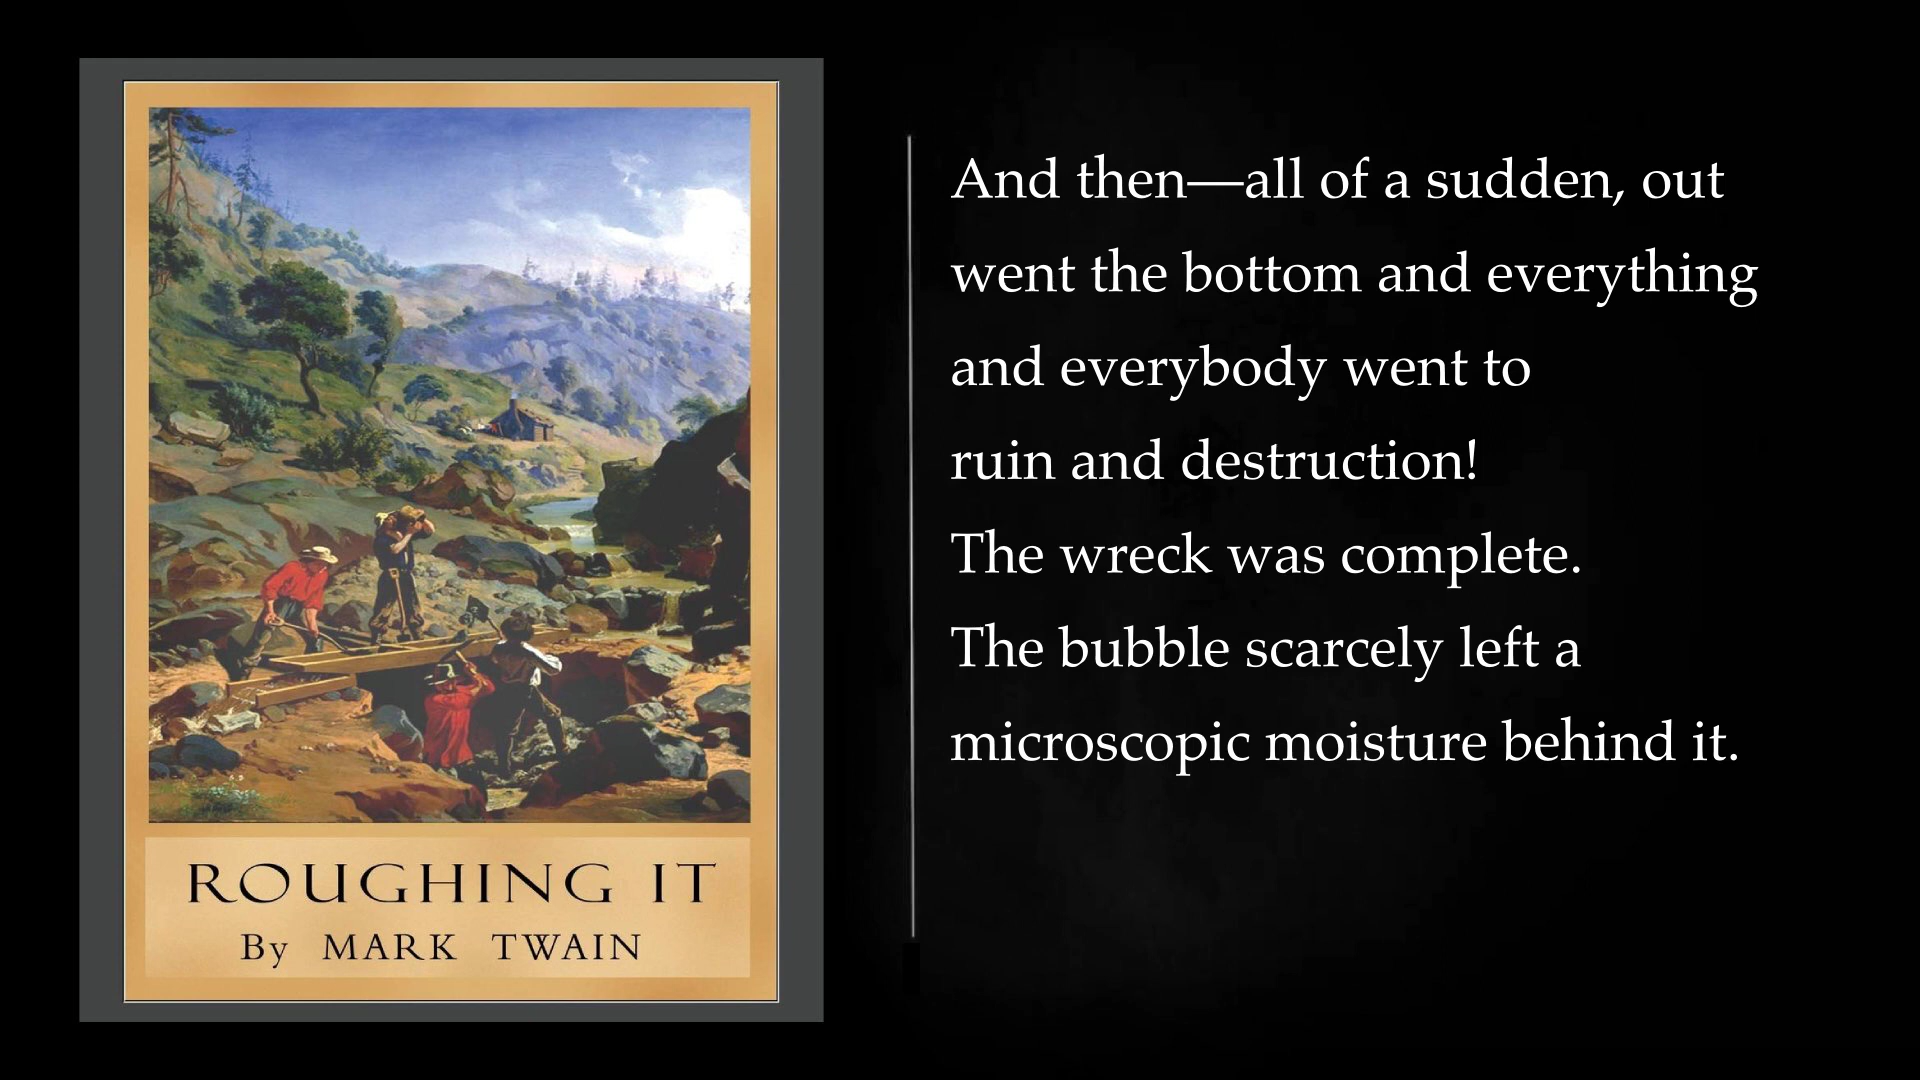 ROUGHING IT
By MARK TWAIN
And then—all of a sudden, out
went the bottom and everything
and everybody went to
ruin and destruction!
The wreck was complete.
The bubble scarcely left a
microscopic moisture behind it.